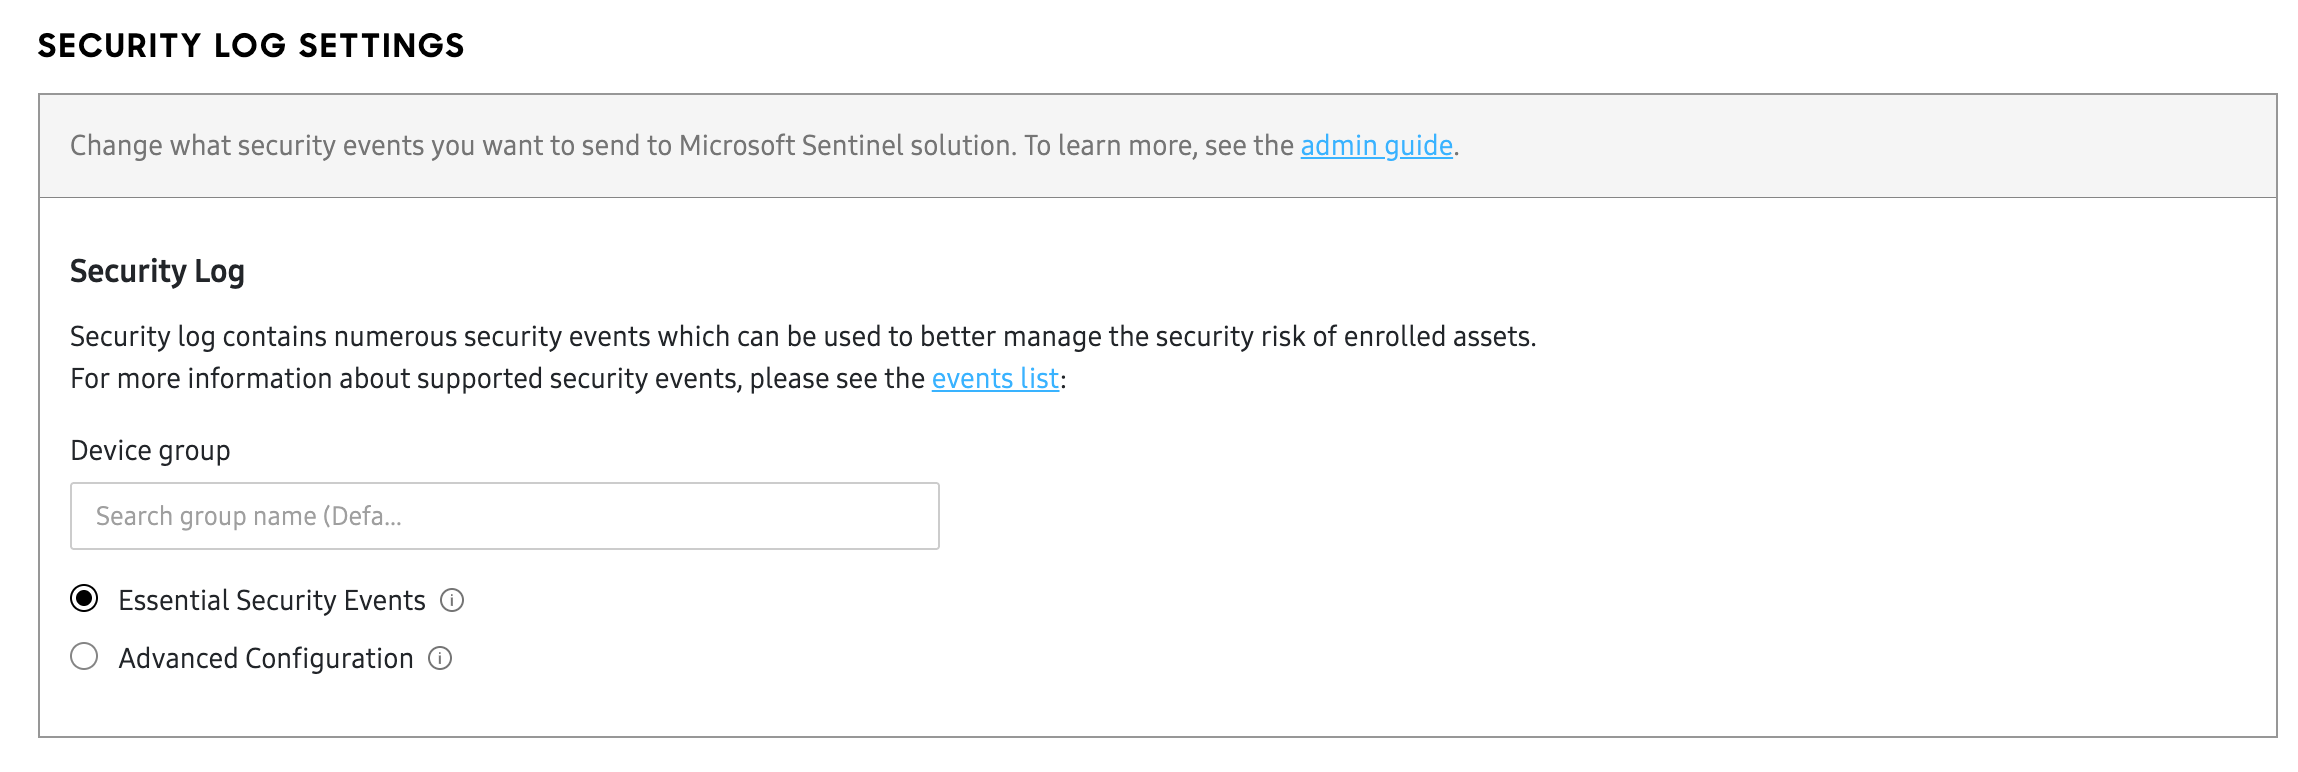 SECURITY LOG SETTINGS
Change what security events you want to send to Microsoft Sentinel solution. To learn more, see the admin guide.
Security Log
Security log contains numerous security events which can be used to better manage the security risk of enrolled assets.
For more information about supported security events, please see the events list:
Device group
Search group name (Defa...
Essential Security Events
Advanced Configuration